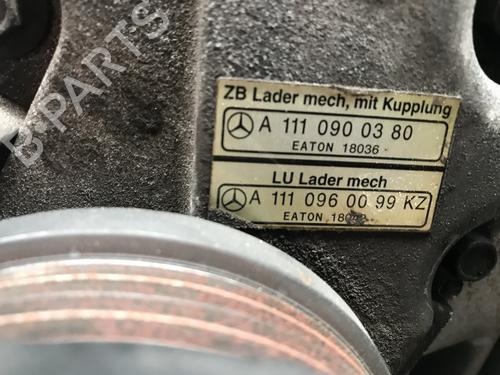 ZB Lader mech, mit Kupplung
A 111 090 03 80
EATON 18036
LU Lader mech
A 111 096 00 99 KZ
EATON
B-PARTS